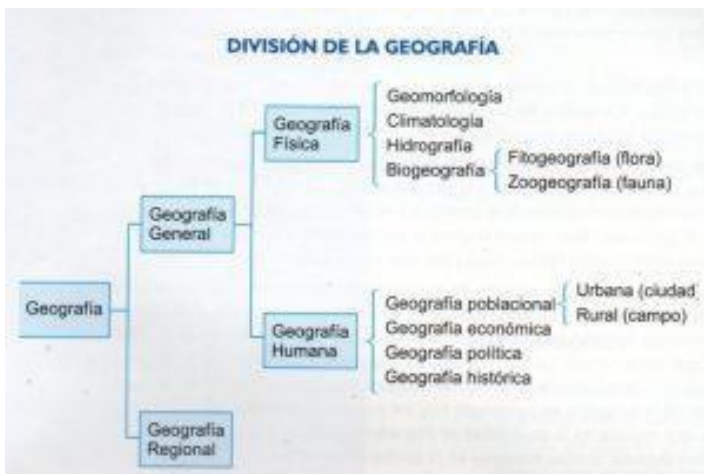 DIVISIÓN DE LA GEOGRAFÍA
Geografía
Geografía
General
Geografía
Regional
Geografía
Física
Geomorfología
Climatología
Hidrografía
Biogeografía
Fitogeografía (flora)
Zoogeografía (fauna)
Geografía
Humana
Geografía poblacional
Urbana (ciudad
Rural (campo)
Geografía económica
Geografía política
Geografía histórica